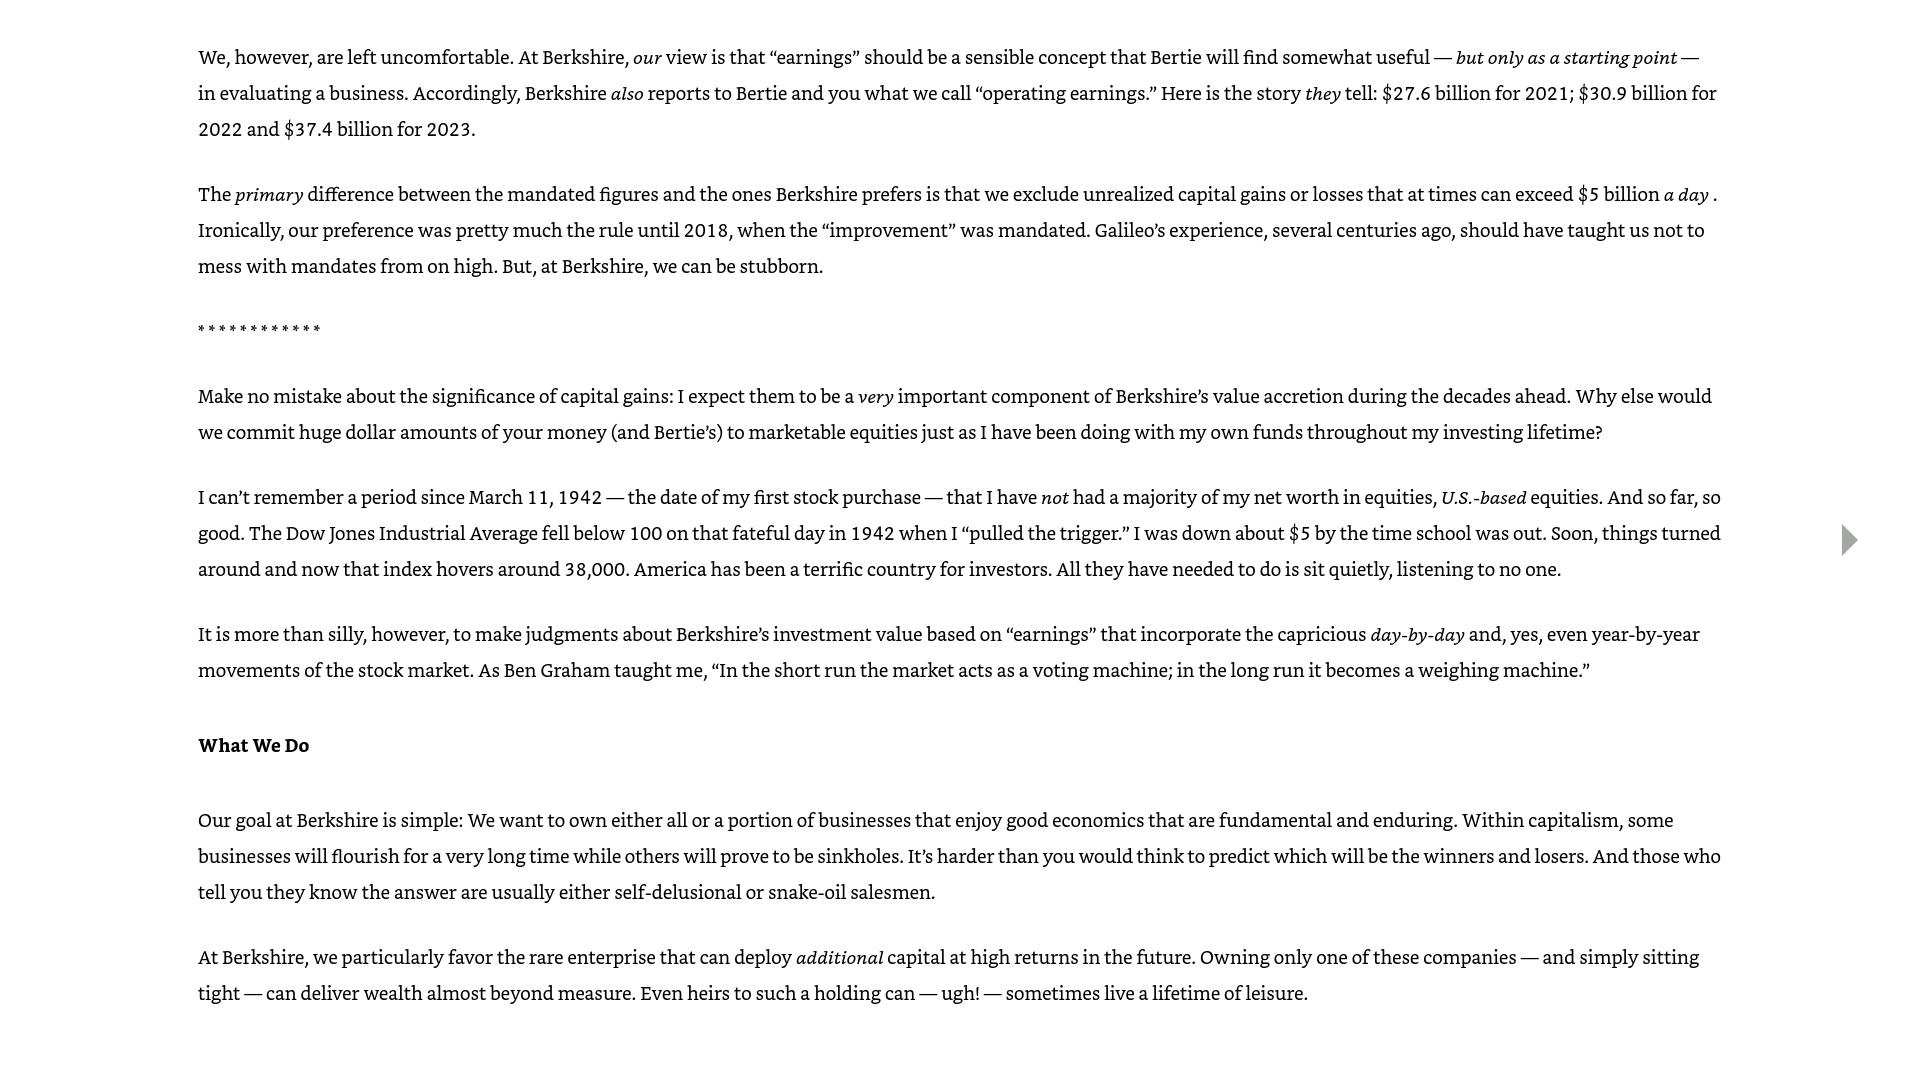 We, however, are left uncomfortable. At Berkshire, our view is that “earnings” should be a sensible concept that Bertie will find somewhat useful — but only as a starting point —
in evaluating a business. Accordingly, Berkshire also reports to Bertie and you what we call “operating earnings.” Here is the story they tell: $27.6 billion for 2021; $30.9 billion for
2022 and $37.4 billion for 2023.
The primary difference between the mandated figures and the ones Berkshire prefers is that we exclude unrealized capital gains or losses that at times can exceed $5 billion a day .
Ironically, our preference was pretty much the rule until 2018, when the “improvement” was mandated. Galileo’s experience, several centuries ago, should have taught us not to
mess with mandates from on high. But, at Berkshire, we can be stubborn.
* * * * * * * * * * * *
Make no mistake about the significance of capital gains: I expect them to be a very important component of Berkshire’s value accretion during the decades ahead. Why else would
we commit huge dollar amounts of your money (and Bertie’s) to marketable equities just as I have been doing with my own funds throughout my investing lifetime?
I can’t remember a period since March 11, 1942 — the date of my first stock purchase — that I have not had a majority of my net worth in equities, U.S.-based equities. And so far, so
good. The Dow Jones Industrial Average fell below 100 on that fateful day in 1942 when I “pulled the trigger.” I was down about $5 by the time school was out. Soon, things turned
around and now that index hovers around 38,000. America has been a terrific country for investors. All they have needed to do is sit quietly, listening to no one.
It is more than silly, however, to make judgments about Berkshire’s investment value based on “earnings” that incorporate the capricious day-by-day and, yes, even year-by-year
movements of the stock market. As Ben Graham taught me, “In the short run the market acts as a voting machine; in the long run it becomes a weighing machine.”
What We Do
Our goal at Berkshire is simple: We want to own either all or a portion of businesses that enjoy good economics that are fundamental and enduring. Within capitalism, some
businesses will flourish for a very long time while others will prove to be sinkholes. It’s harder than you would think to predict which will be the winners and losers. And those who
tell you they know the answer are usually either self-delusional or snake-oil salesmen.
At Berkshire, we particularly favor the rare enterprise that can deploy additional capital at high returns in the future. Owning only one of these companies — and simply sitting
tight — can deliver wealth almost beyond measure. Even heirs to such a holding can — ugh! — sometimes live a lifetime of leisure.